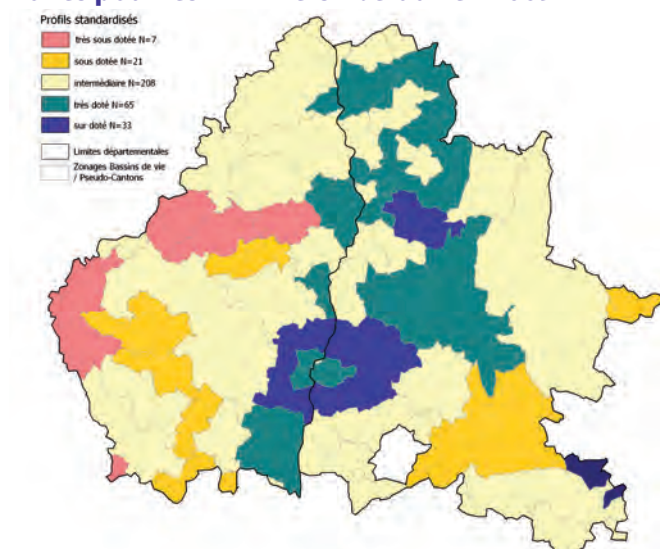 Profils standardisés
très sous dotée N=7
sous dotée N=21
intermédiaire N=208
très doté N=65
sur doté N=33
Limites départementales
Zonages Bassins de vie
/ Pseudo-Cantons